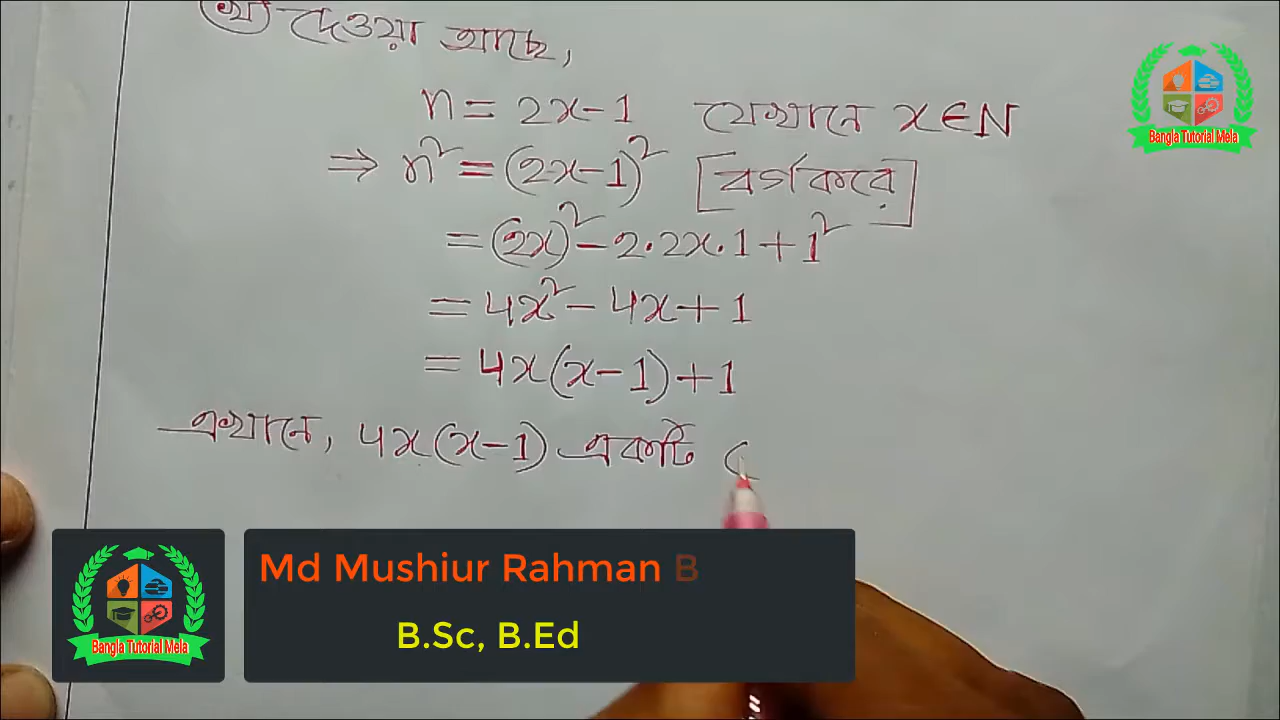 (খ) দেওয়া আছে,
n = 2x-1 যেখানে x∈N
⇒ n² = (2x-1)² [বর্গকরে]
= (2x)² - 2·2x·1 + 1²
= 4x² - 4x + 1
= 4x(x-1)+1
এখানে, 4x(x-1) একটি
Bangla Tutorial Mela
Md Mushiur Rahman B
B.Sc, B.Ed
Bangla Tutorial Mela